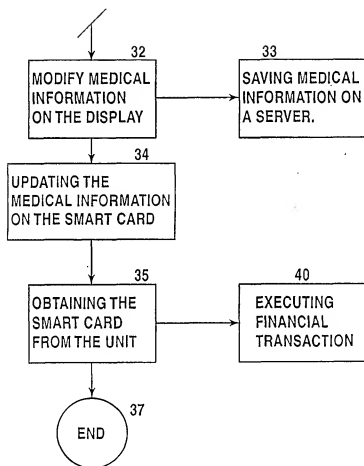 32
MODIFY MEDICAL
INFORMATION
ON THE DISPLAY
33
SAVING MEDICAL
INFORMATION ON
A SERVER.
34
UPDATING THE
MEDICAL INFORMATION
ON THE SMART CARD
35
OBTAINING THE
SMART CARD
FROM THE UNIT
40
EXECUTING
FINANCIAL
TRANSACTION
37
END